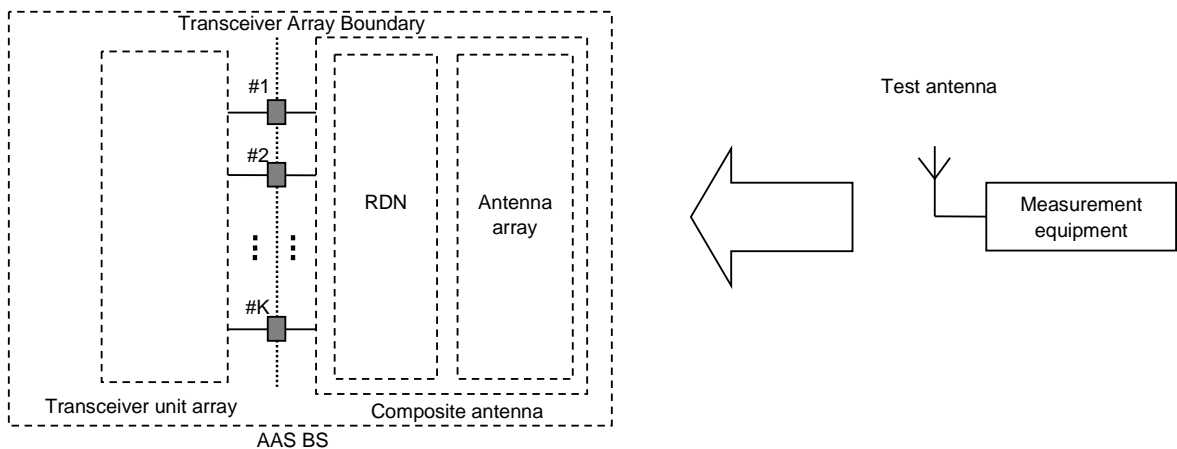 Transceiver Array Boundary
#1
#2
#K
RDN
Antenna
array
Transceiver unit array
Composite antenna
AAS BS
Test antenna
Measurement
equipment